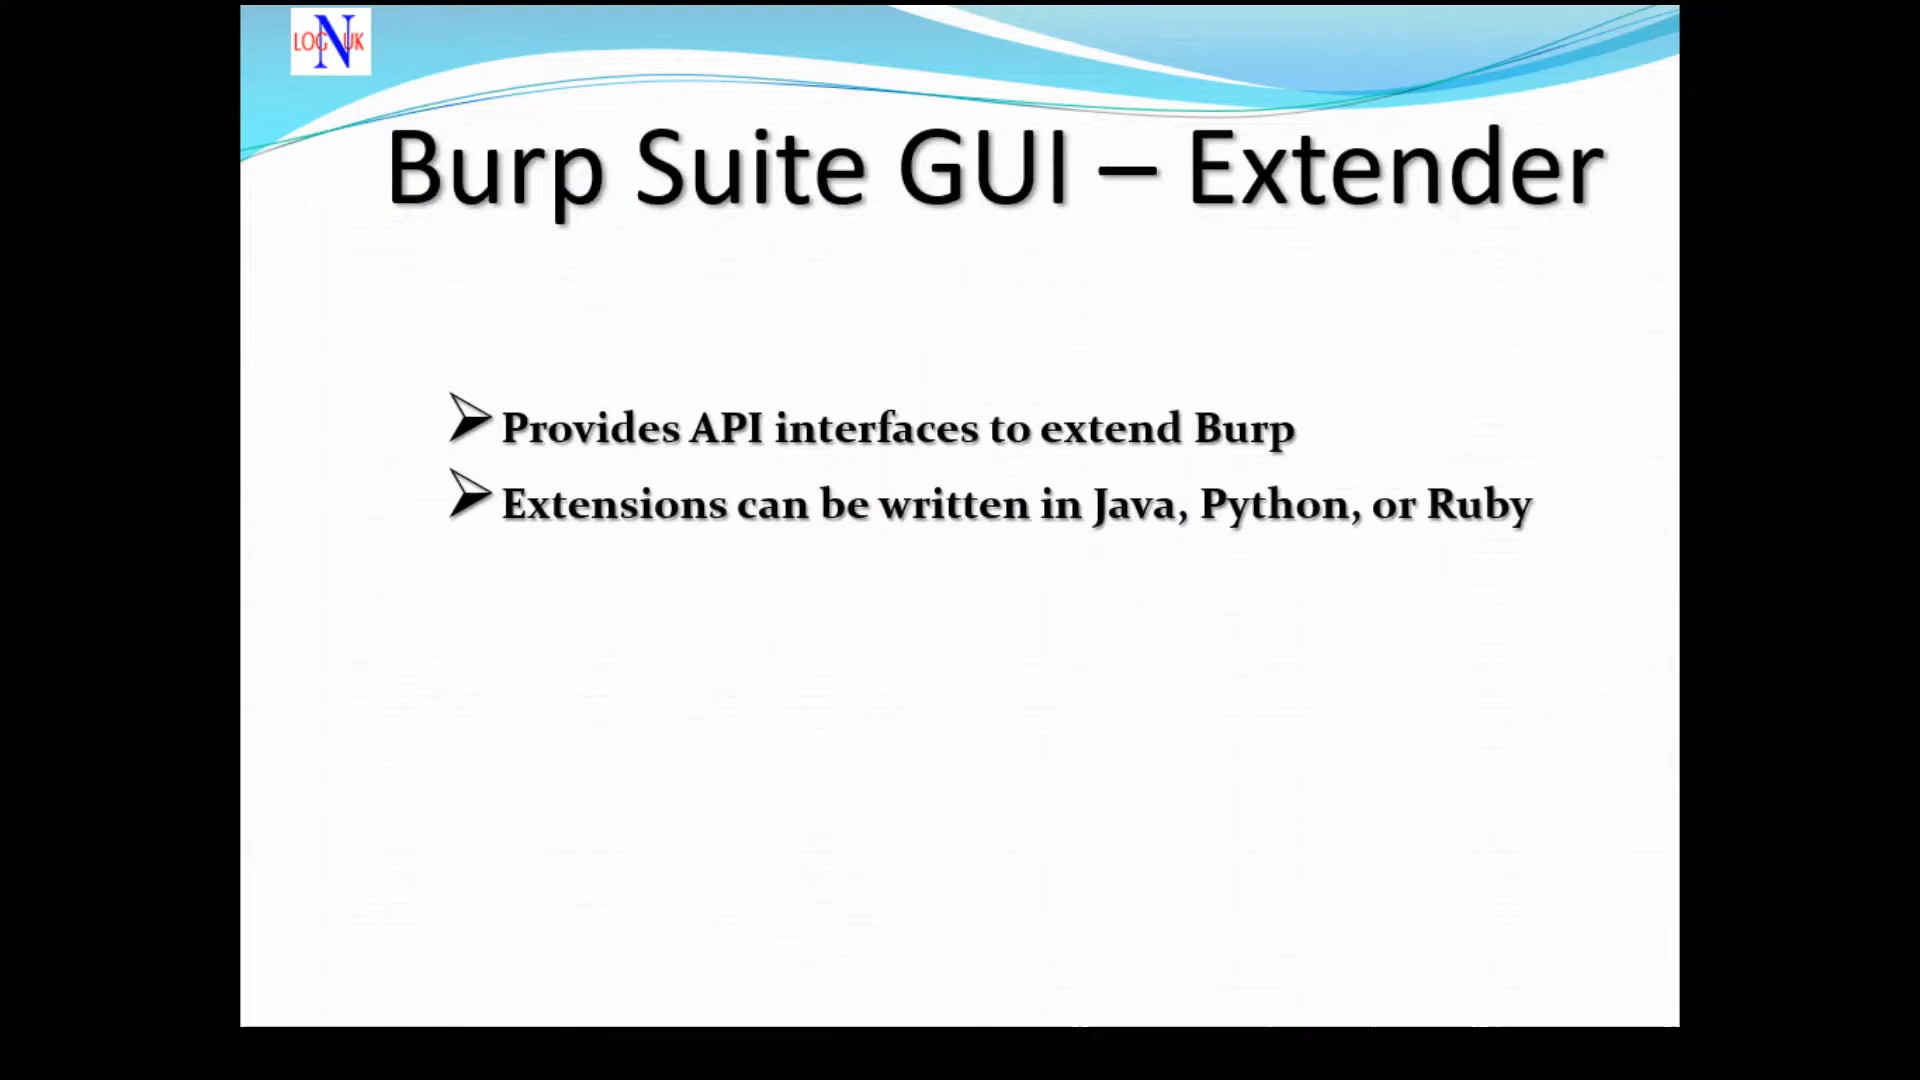 LOGNUK
Burp Suite GUI – Extender
Provides API interfaces to extend Burp
Extensions can be written in Java, Python, or Ruby